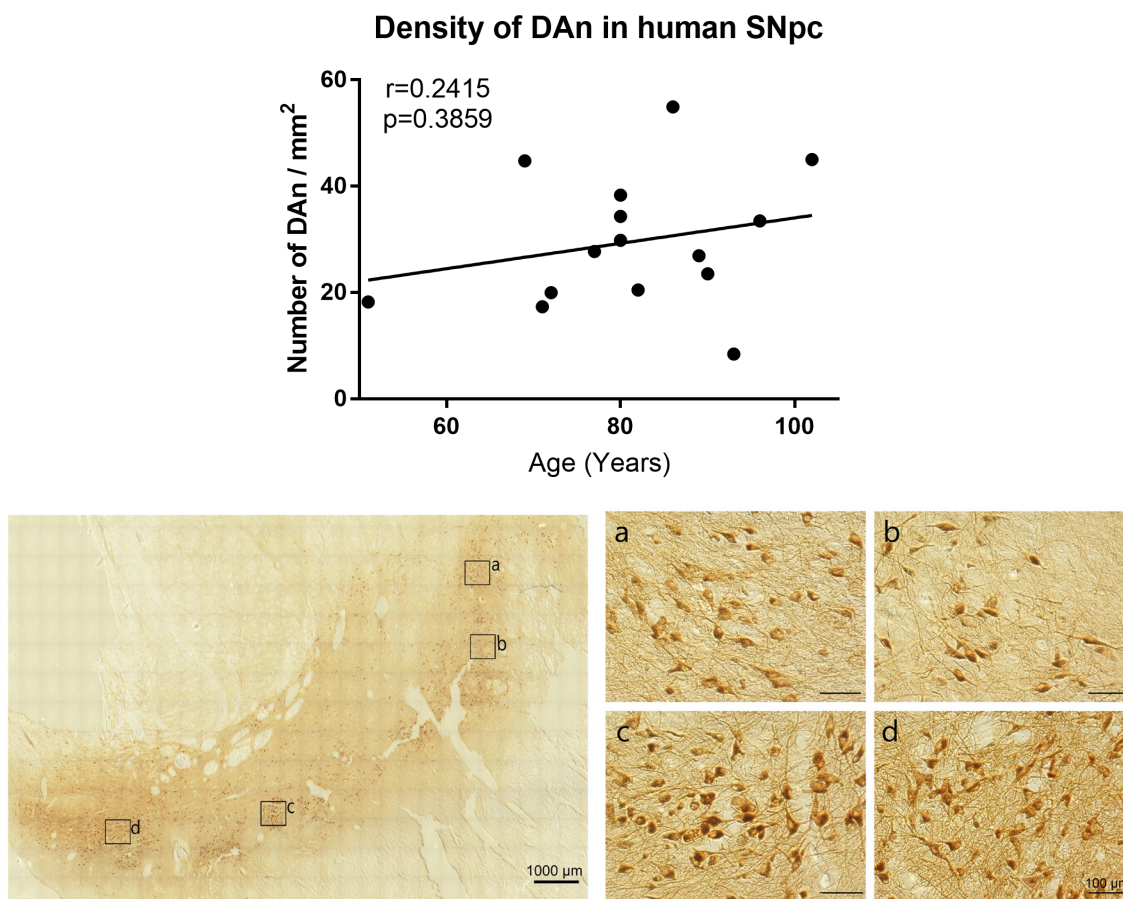 Density of DAn in human SNpc
r=0.2415
p=0.3859
Number of DAn / mm²
60
40
20
0
60 80 100
Age (Years)
a
b
c
d
1000 µm
a
b
c
d
100 µm